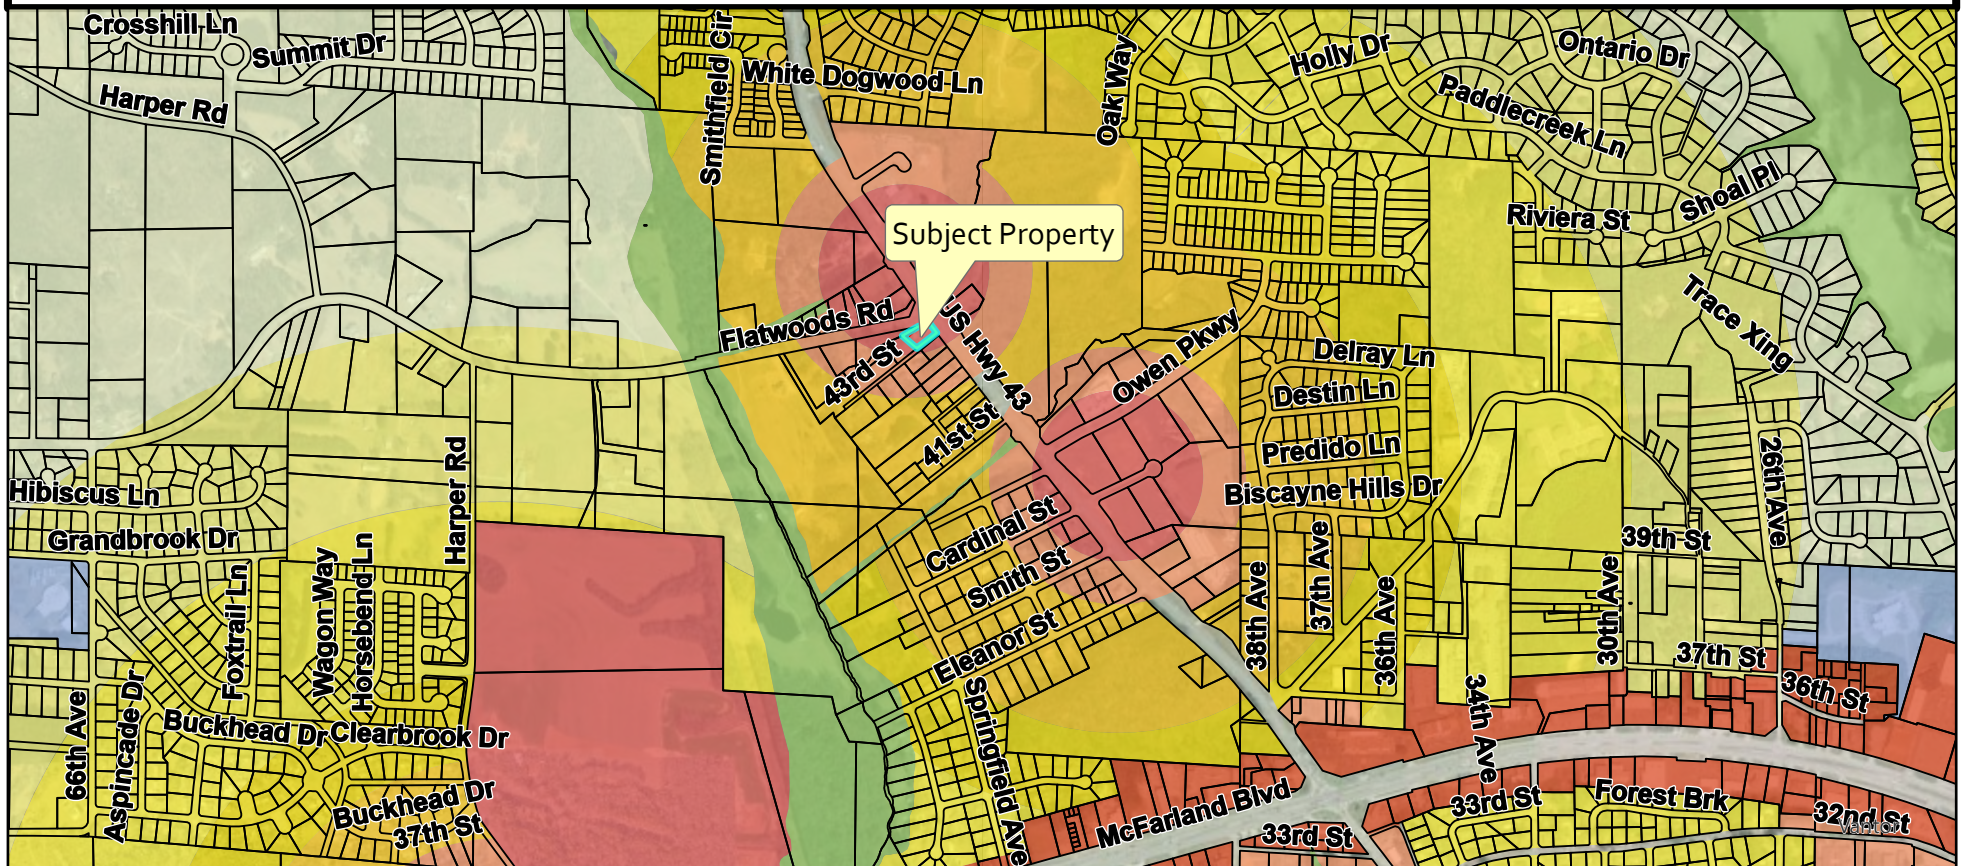 Crosshill Ln
Summit Dr
Harper Rd
Smithfield Cir
White Dogwood Ln
Oak Way
Holly Dr
Ontario Dr
Paddlecreek Ln
Shoal Pl
Riviera St
Trace Xing
Subject Property
Flatwoods Rd
US Hwy 43
43rd St
41st St
Owen Pkwy
Delray Ln
Destin Ln
Predido Ln
Biscayne Hills Dr
26th Ave
39th St
Hibiscus Ln
Grandbrook Dr
Harper Rd
Foxtrail Ln
Wagon Way
Horsebend Ln
Cardinal St
Smith St
Eleanor St
38th Ave
37th Ave
36th Ave
30th Ave
37th St
36th St
34th Ave
66th Ave
Aspincade Dr
Buckhead Dr
Clearbrook Dr
Buckhead Dr
37th St
Springfield Ave
McFarland Blvd
33rd St
33rd St
Forest Brk
32nd St
Vantor